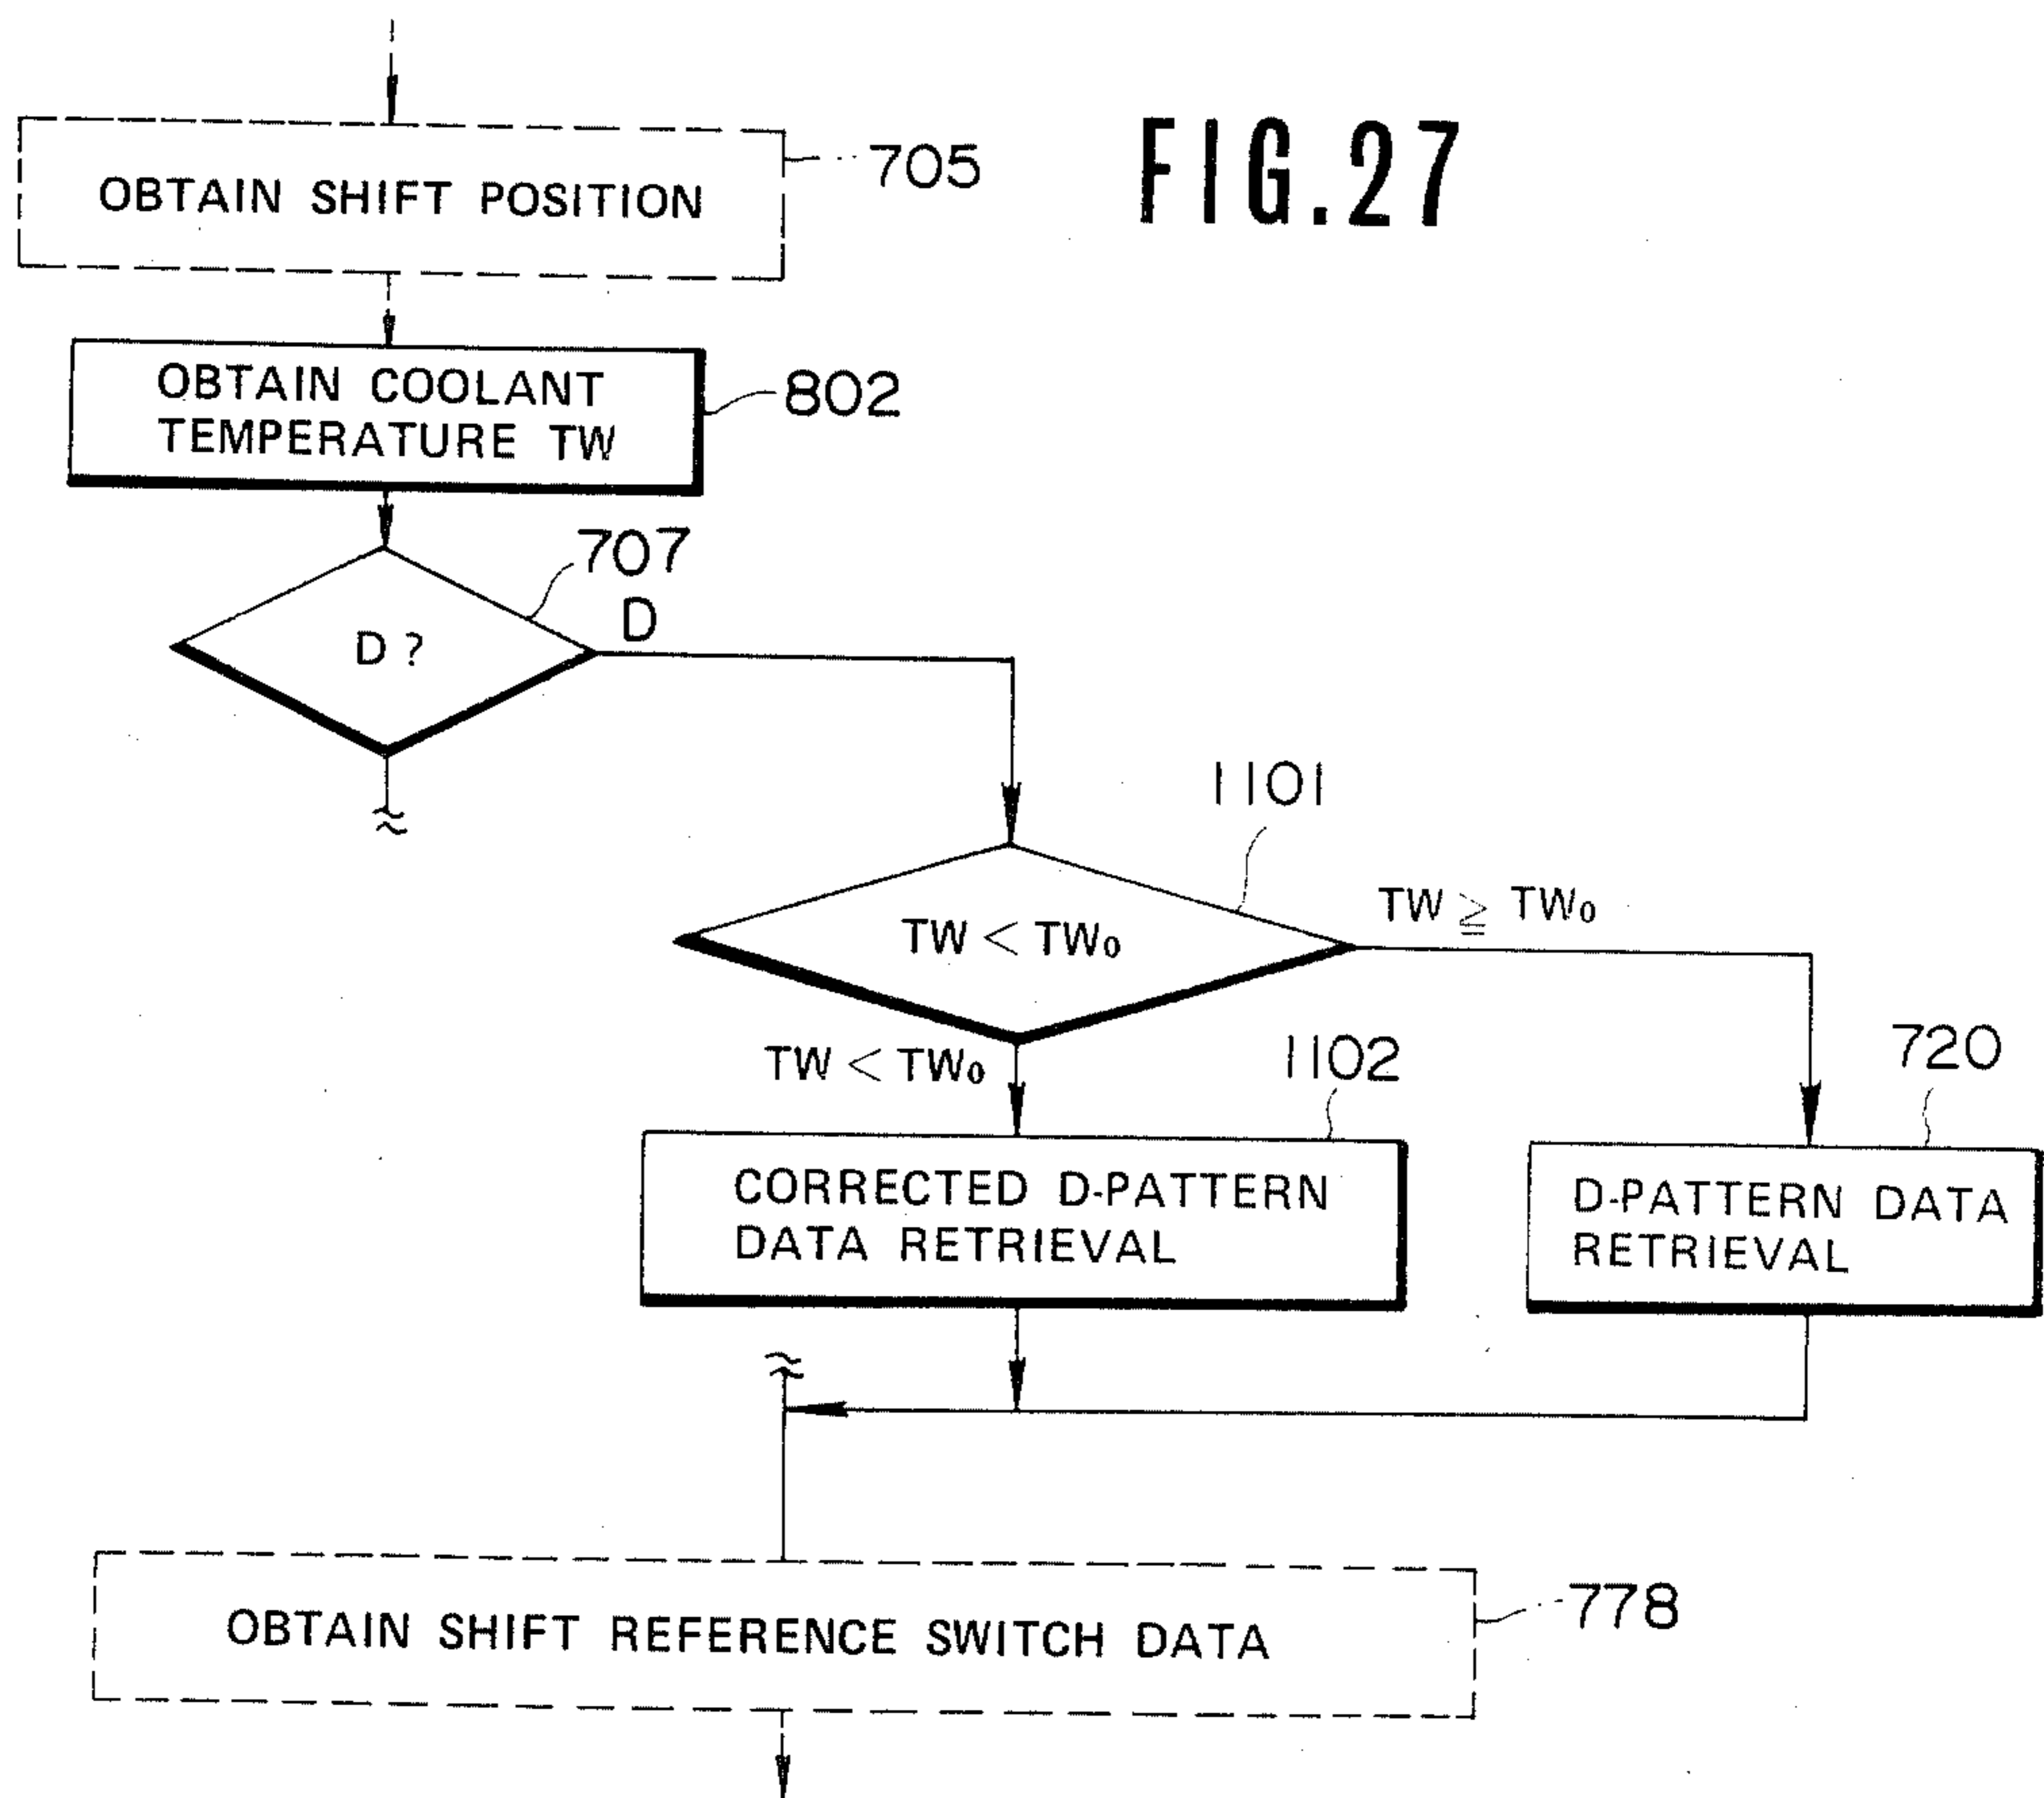 FIG.27
705
OBTAIN SHIFT POSITION
OBTAIN COOLANT
TEMPERATURE TW
802
707
D
D ?
1101
TW < TW₀
TW ≧ TW₀
TW < TW₀
1102
720
CORRECTED D-PATTERN
DATA RETRIEVAL
D-PATTERN DATA
RETRIEVAL
OBTAIN SHIFT REFERENCE SWITCH DATA
778